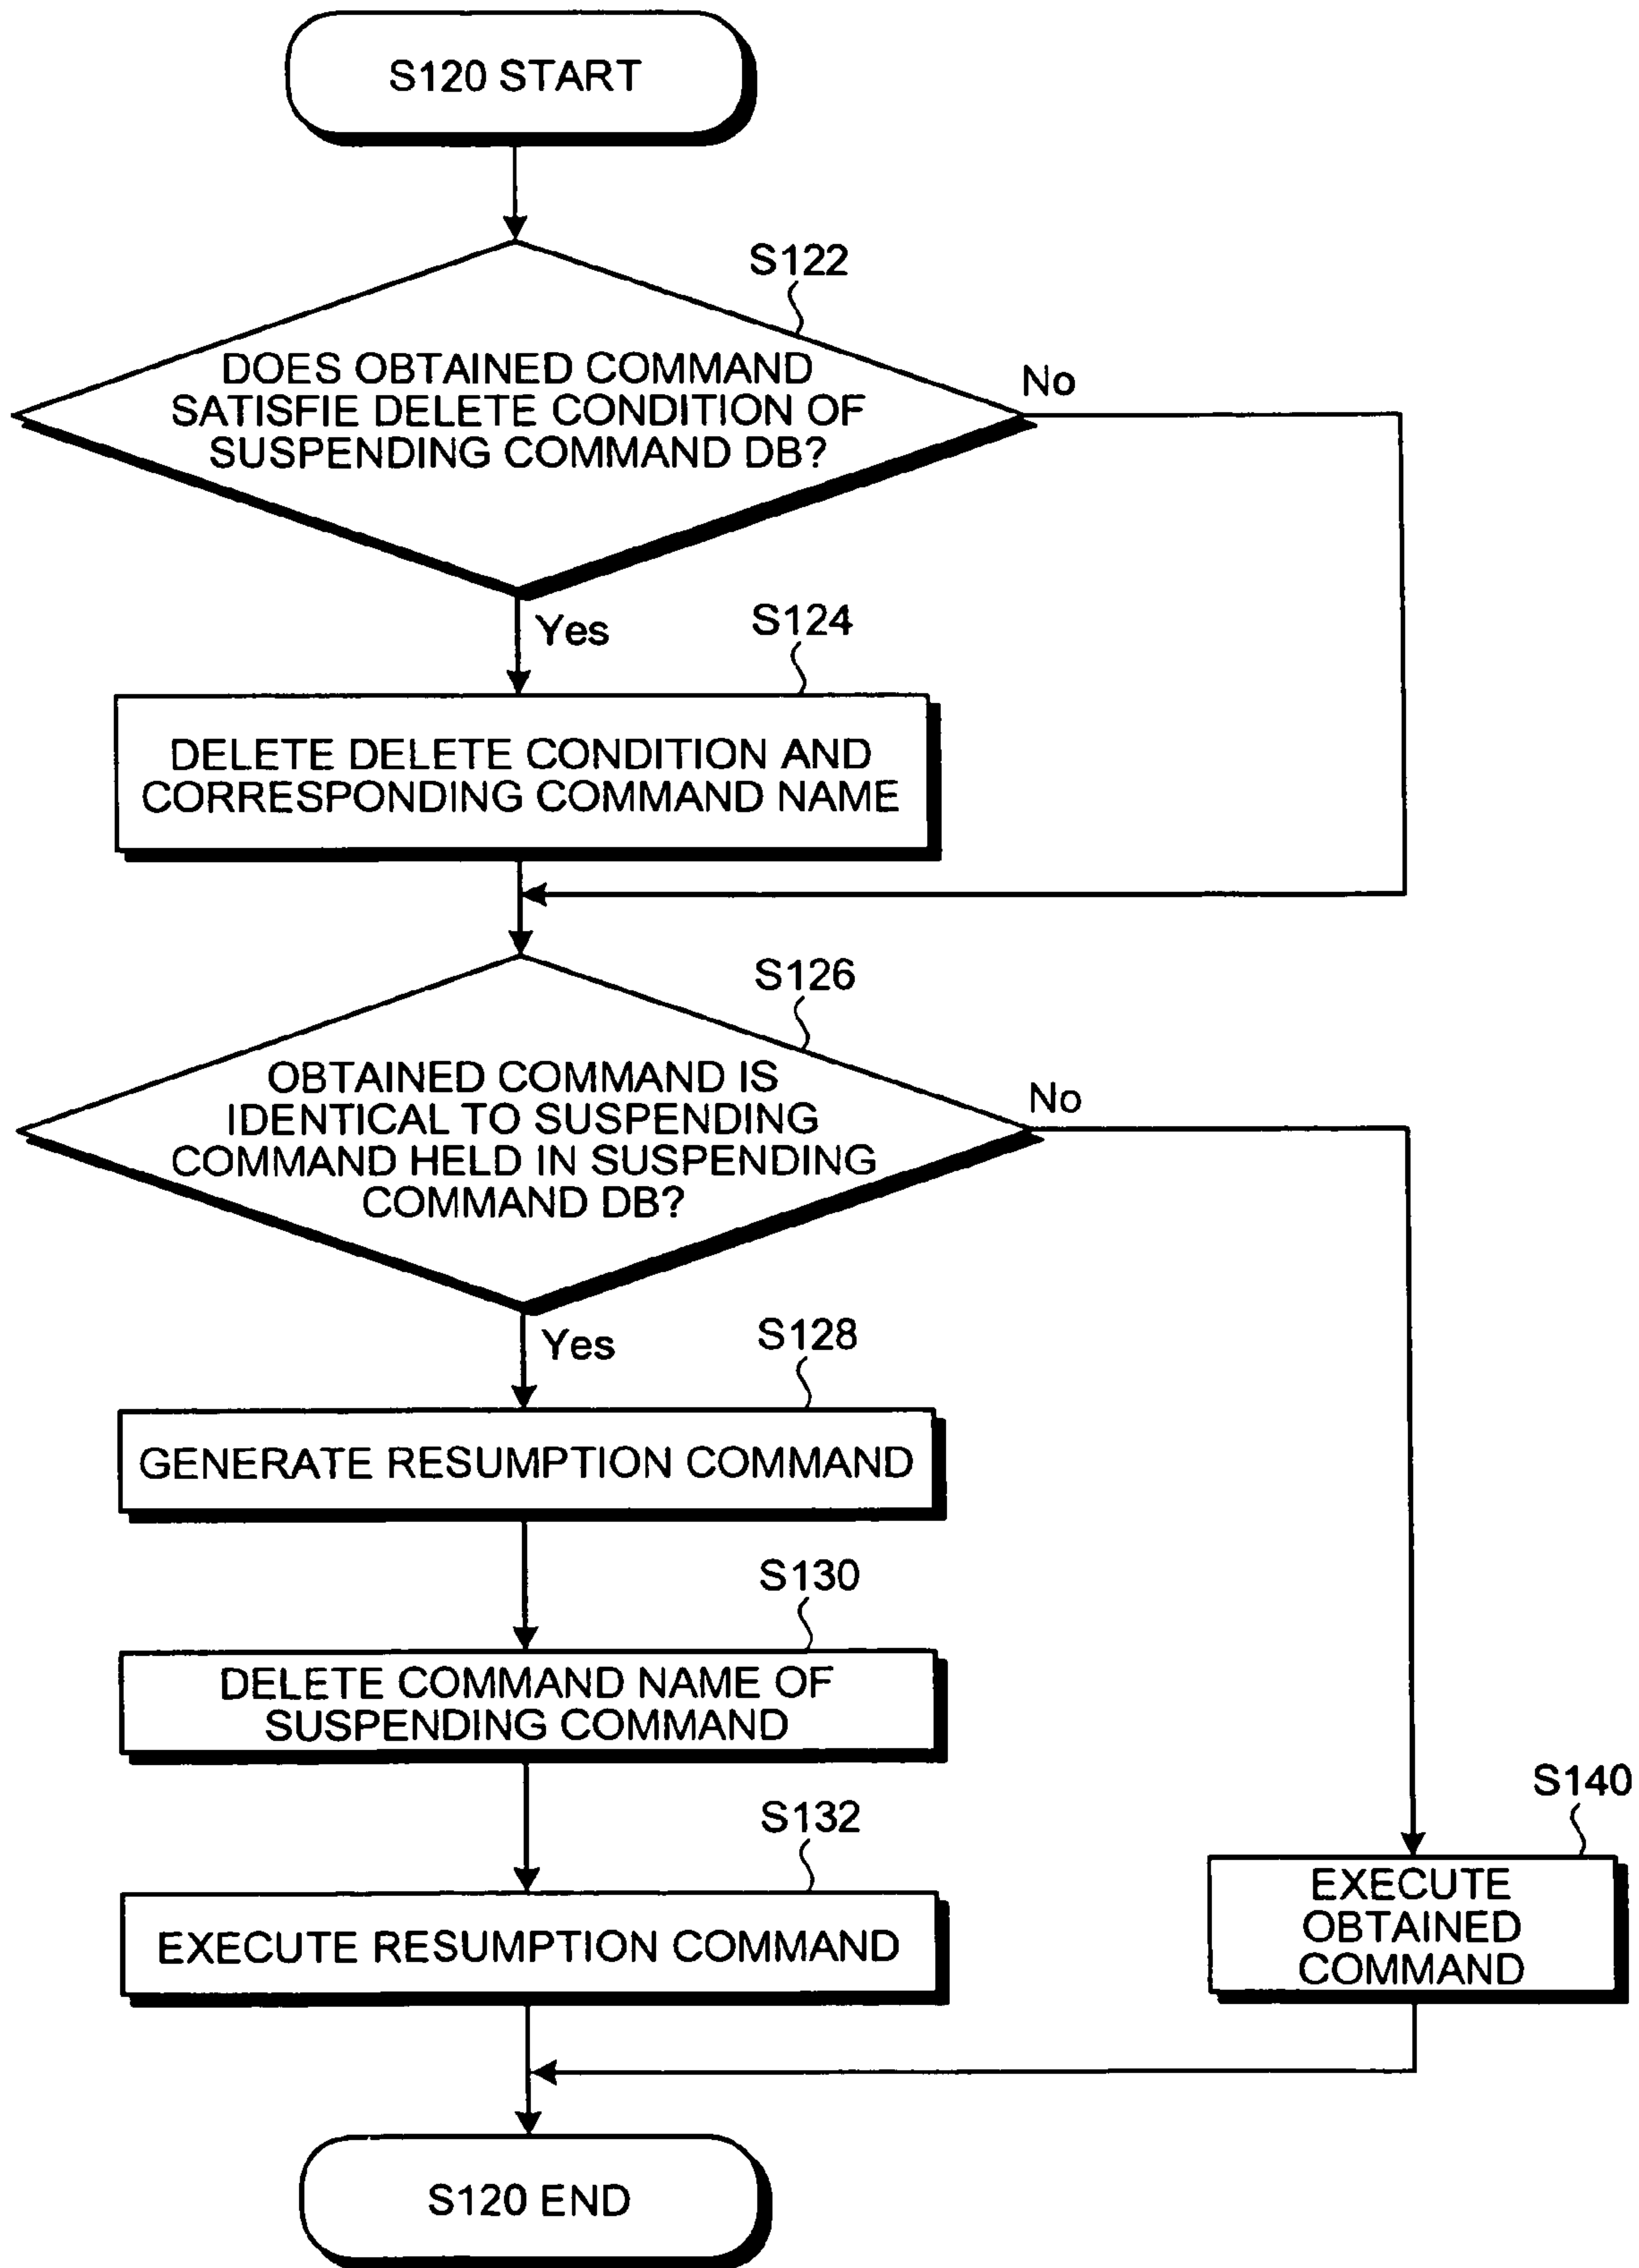 S120 START
S122
DOES OBTAINED COMMAND
SATISFIE DELETE CONDITION OF
SUSPENDING COMMAND DB?
No
Yes
S124
DELETE DELETE CONDITION AND
CORRESPONDING COMMAND NAME
S126
OBTAINED COMMAND IS
IDENTICAL TO SUSPENDING
COMMAND HELD IN SUSPENDING
COMMAND DB?
No
Yes
S128
GENERATE RESUMPTION COMMAND
S130
DELETE COMMAND NAME OF
SUSPENDING COMMAND
S132
EXECUTE RESUMPTION COMMAND
S140
EXECUTE
OBTAINED
COMMAND
S120 END